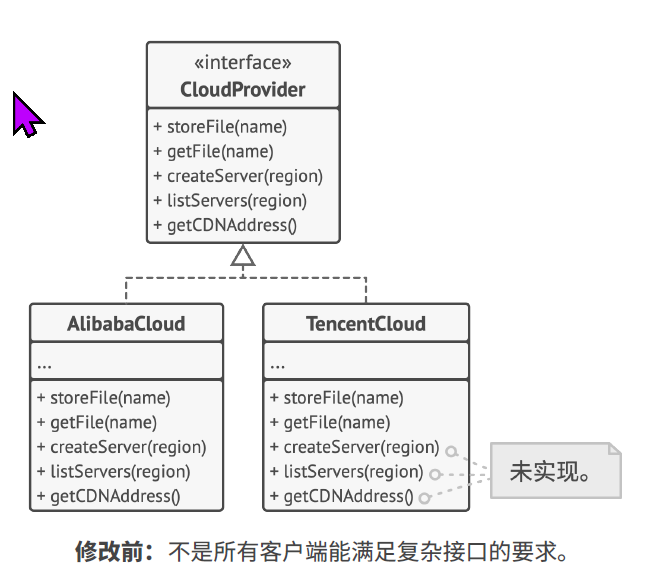 «interface»
CloudProvider
+ storeFile(name)
+ getFile(name)
+ createServer(region)
+ listServers(region)
+ getCDNAddress()
AlibabaCloud
...
+ storeFile(name)
+ getFile(name)
+ createServer(region)
+ listServers(region)
+ getCDNAddress()
TencentCloud
...
+ storeFile(name)
+ getFile(name)
+ createServer(region)
+ listServers(region)
+ getCDNAddress()
未实现。
修改前：不是所有客户端能满足复杂接口的要求。